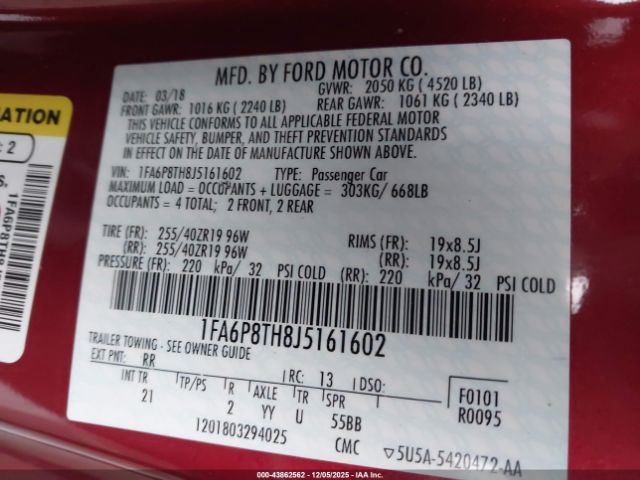 MFD. BY FORD MOTOR CO.
DATE: 03/18 GVWR: 2050 KG (4520 LB)
FRONT GAWR: 1016 KG (2240 LB) REAR GAWR: 1061 KG (2340 LB)
THIS VEHICLE CONFORMS TO ALL APPLICABLE FEDERAL MOTOR
VEHICLE SAFETY, BUMPER, AND THEFT PREVENTION STANDARDS
IN EFFECT ON THE DATE OF MANUFACTURE SHOWN ABOVE.
VIN: 1FA6P8TH8J5161602 TYPE: Passenger Car
MAXIMUM LOAD = OCCUPANTS + LUGGAGE = 303KG/ 668LB
OCCUPANTS = 4 TOTAL; 2 FRONT, 2 REAR
TIRE (FR): 255/40ZR19 96W RIMS (FR): 19x8.5J
(RR): 255/40ZR19 96W (RR): 19x8.5J
PRESSURE (FR): 220 kPa/ 32 PSI COLD (RR): 220 kPa/ 32 PSI COLD
1FA6P8TH8J5161602
TRAILER TOWING - SEE OWNER GUIDE
EXT PNT: RR RC: 13 DSO: F0101
INT TR TP/PS R AXLE TR SPR R0095
21 2 YY U 55BB
1201803294025 CMC 5U5A-5420472-AA
: 2
IAA 43862562 | 12/05/2025 | IAA Inc.